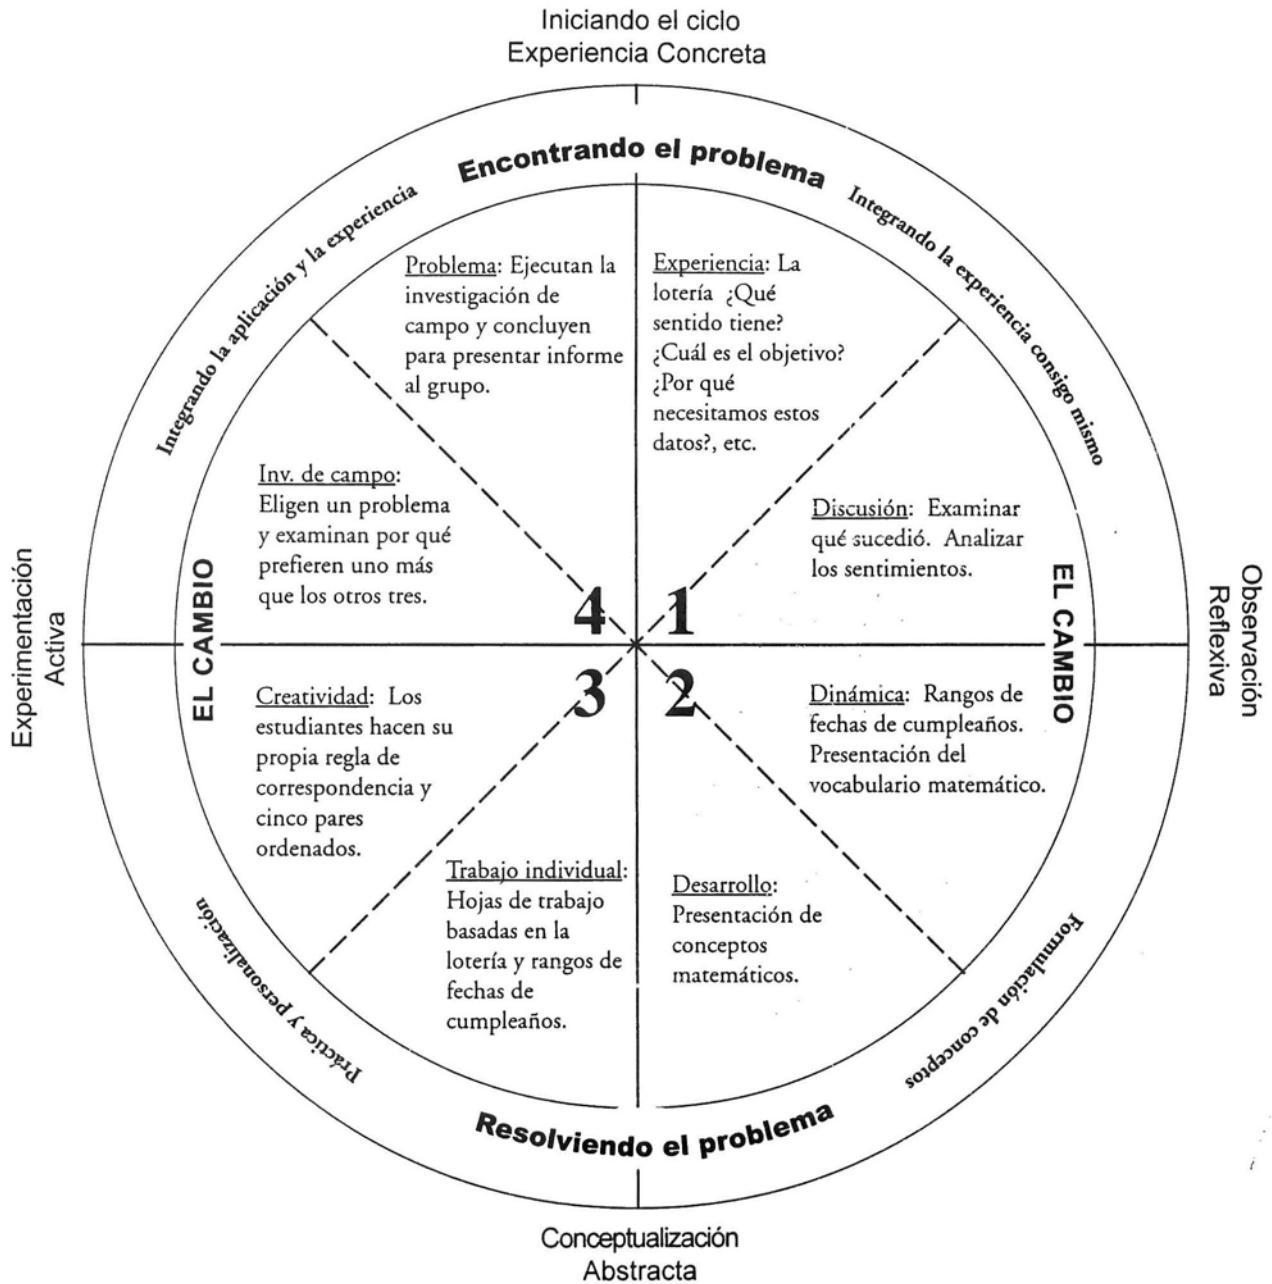 Iniciando el ciclo
Experiencia Concreta
Encontrando el problema
Integrando la aplicación y la experiencia
Integrando la experiencia consigo mismo
Problema: Ejecutan la
investigación de
campo y concluyen
para presentar informe
al grupo.
Experiencia: La
lotería ¿Qué
sentido tiene?
¿Cuál es el objetivo?
¿Por qué
necesitamos estos
datos?, etc.
Inv. de campo:
Eligen un problema
y examinan por qué
prefieren uno más
que los otros tres.
Discusión: Examinar
qué sucedió. Analizar
los sentimientos.
Experimentación
Activa
EL CAMBIO
4
1
EL CAMBIO
Observación
Reflexiva
3
2
Creatividad: Los
estudiantes hacen su
propia regla de
correspondencia y
cinco pares
ordenados.
Dinámica: Rangos de
fechas de cumpleaños.
Presentación del
vocabulario matemático.
Trabajo individual:
Hojas de trabajo
basadas en la
lotería y rangos de
fechas de
cumpleaños.
Desarrollo:
Presentación de
conceptos
matemáticos.
Práctica y personalización
Formulación de conceptos
Resolviendo el problema
Conceptualización
Abstracta